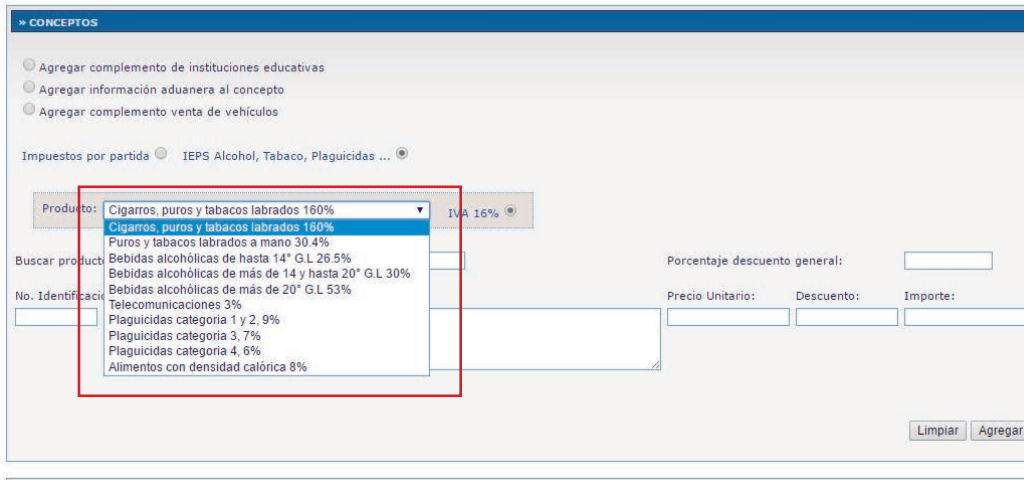 » CONCEPTOS
Agregar complemento de instituciones educativas
Agregar información aduanera al concepto
Agregar complemento venta de vehículos
Impuestos por partida IEPS Alcohol, Tabaco, Plaguicidas ...
Producto: Cigarros, puros y tabacos labrados 160% IVA 16%
Cigarros, puros y tabacos labrados 160%
Puros y tabacos labrados a mano 30.4%
Bebidas alcohólicas de hasta 14° G.L 26.5%
Bebidas alcohólicas de más de 14 y hasta 20° G.L 30%
Bebidas alcohólicas de más de 20° G.L 53%
Telecomunicaciones 3%
Plaguicidas categoria 1 y 2, 9%
Plaguicidas categoria 3, 7%
Plaguicidas categoria 4, 6%
Alimentos con densidad calórica 8%
Buscar product Porcentaje descuento general:
No. Identificació Precio Unitario: Descuento: Importe:
Limpiar Agregar